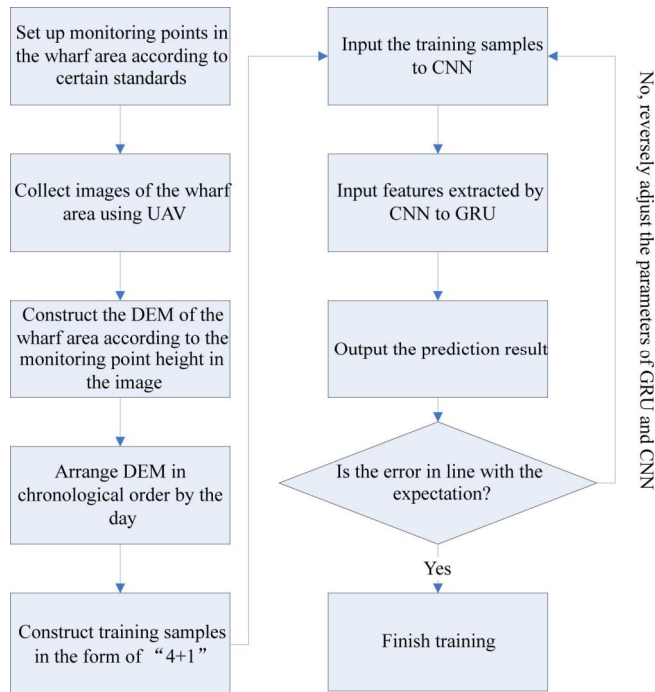 Set up monitoring points in
the wharf area according to
certain standards
Collect images of the wharf
area using UAV
Construct the DEM of the
wharf area according to the
monitoring point height in
the image
Arrange DEM in
chronological order by the
day
Construct training samples
in the form of “4+1”
Input the training samples
to CNN
Input features extracted by
CNN to GRU
Output the prediction result
Is the error in line with the
expectation?
Yes
Finish training
No, reversely adjust the parameters of GRU and CNN